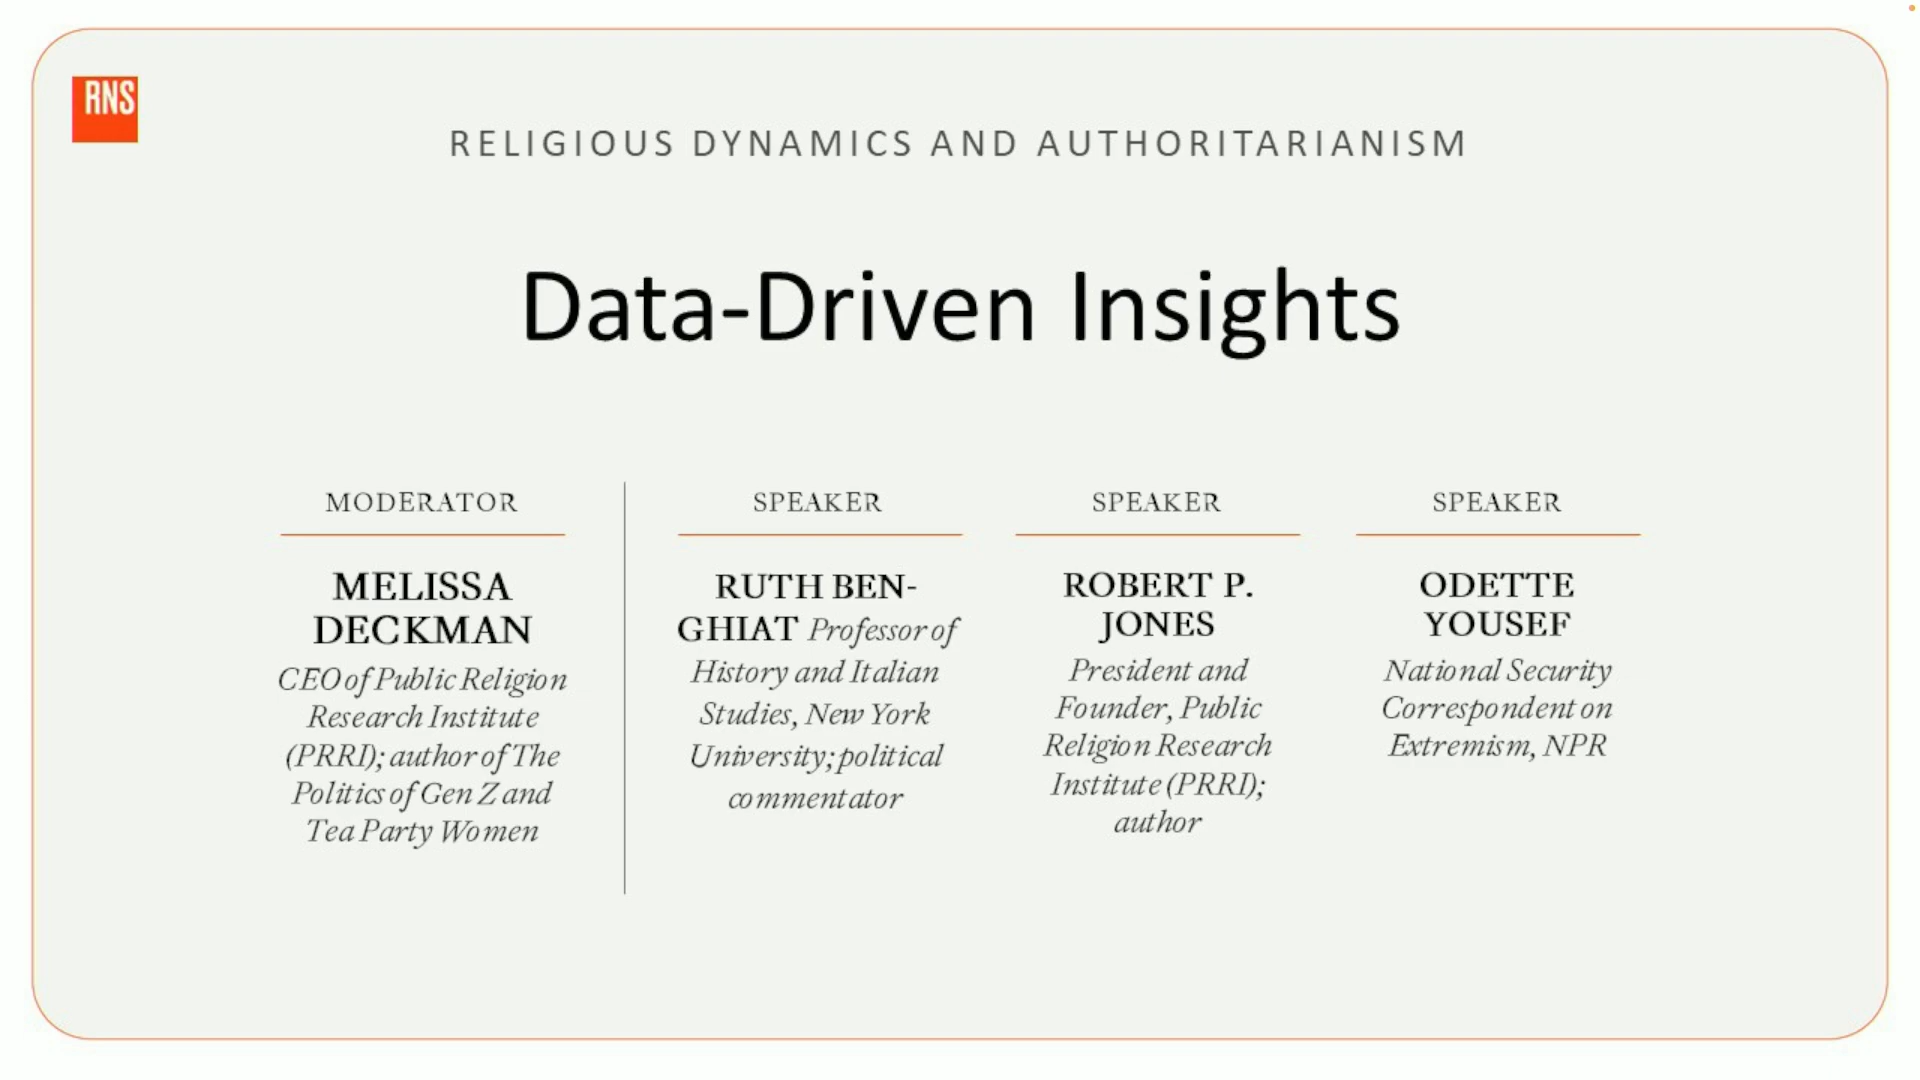 RNS
RELIGIOUS DYNAMICS AND AUTHORITARIANISM
Data-Driven Insights
MODERATOR
MELISSA
DECKMAN
CEO of Public Religion
Research Institute
(PRRI); author of The
Politics of Gen Z and
Tea Party Women
SPEAKER
RUTH BEN-
GHIAT Professor of
History and Italian
Studies, New York
University; political
commentator
SPEAKER
ROBERT P.
JONES
President and
Founder, Public
Religion Research
Institute (PRRI);
author
SPEAKER
ODETTE
YOUSEF
National Security
Correspondent on
Extremism, NPR